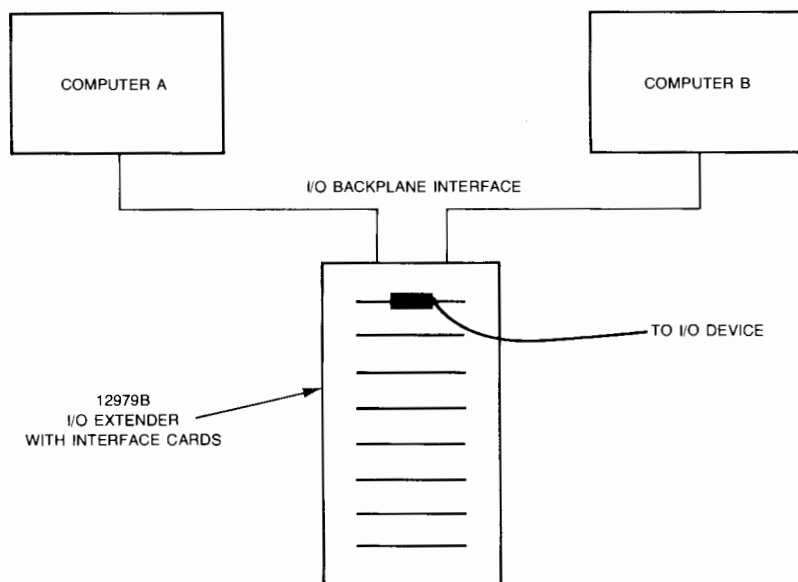 COMPUTER A
COMPUTER B
I/O BACKPLANE INTERFACE
TO I/O DEVICE
12979B
I/O EXTENDER
WITH INTERFACE CARDS